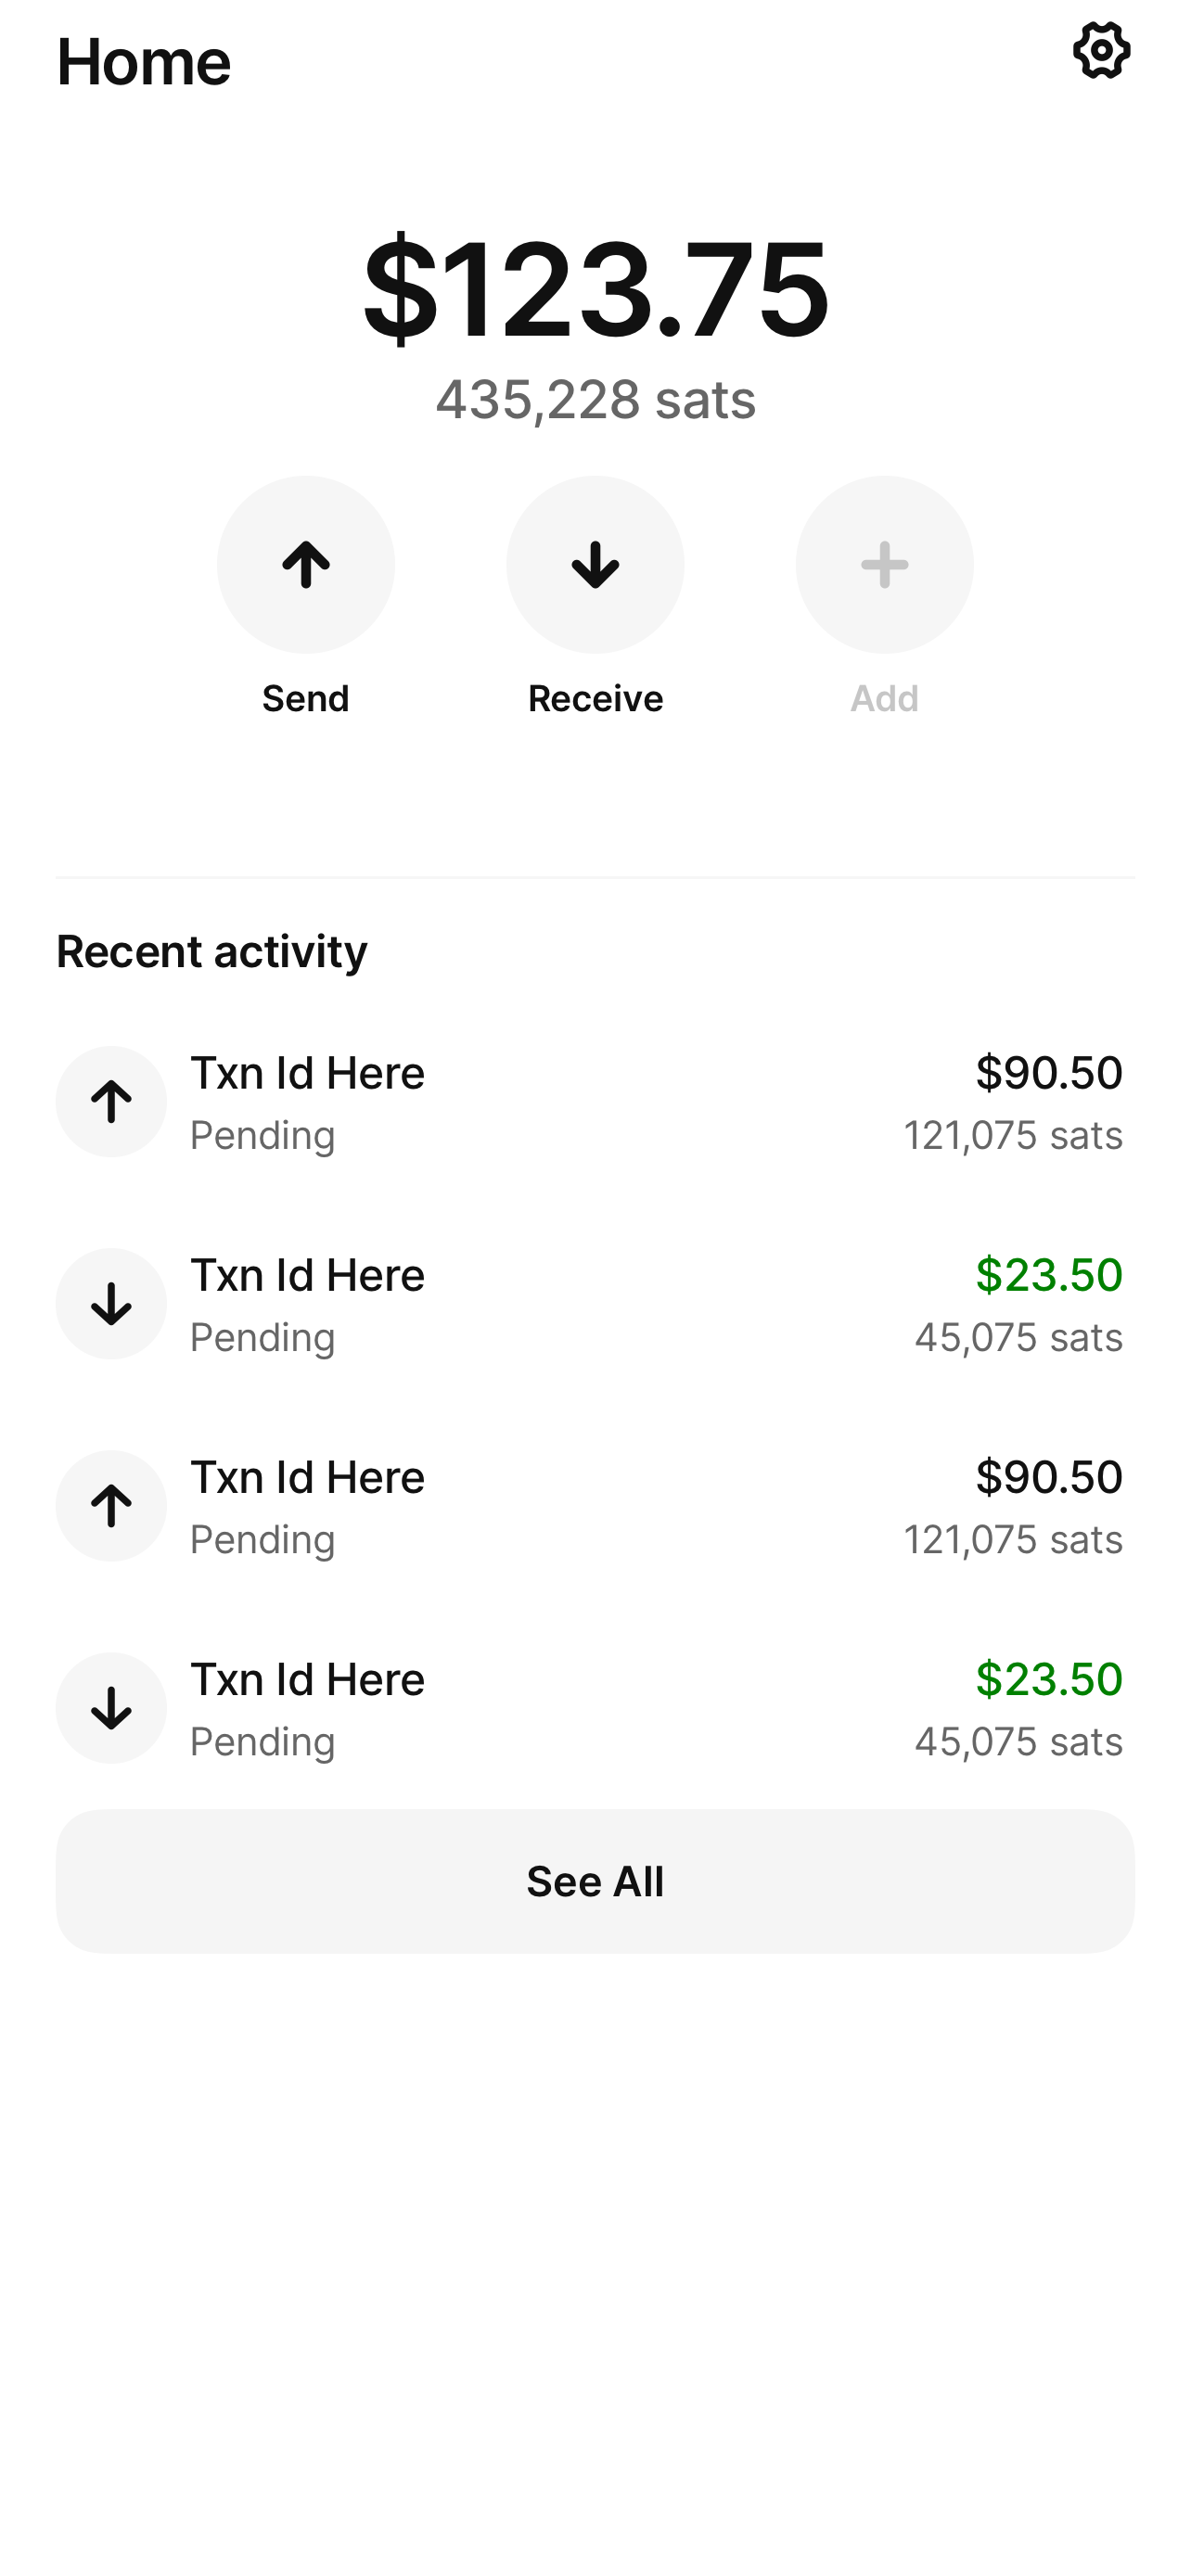 Home
$123.75
435,228 sats
Send
Receive
Add
Recent activity
Txn Id Here
$90.50
Pending
121,075 sats
Txn Id Here
$23.50
Pending
45,075 sats
Txn Id Here
$90.50
Pending
121,075 sats
Txn Id Here
$23.50
Pending
45,075 sats
See All